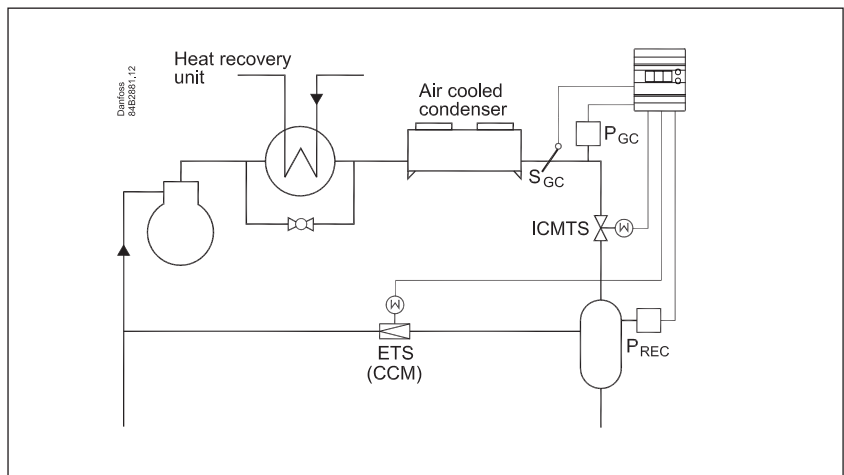 Danfoss
84B2881.12
Heat recovery
unit
Air cooled
condenser
P_GC
S_GC
ICMTS
M
M
ETS
(CCM)
P_REC